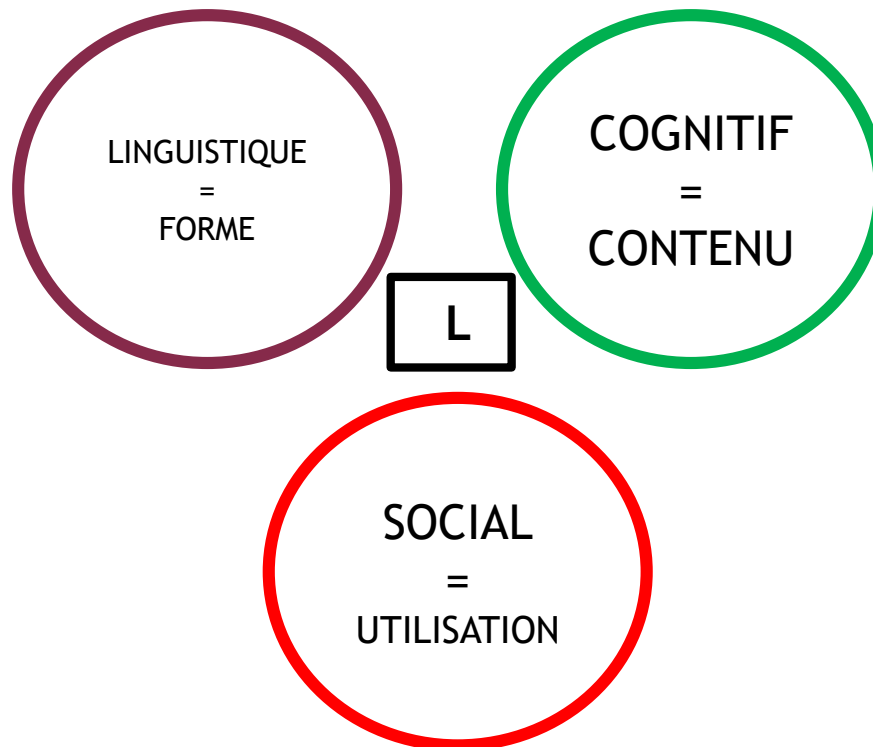 LINGUISTIQUE
=
FORME
COGNITIF
=
CONTENU
L
SOCIAL
=
UTILISATION